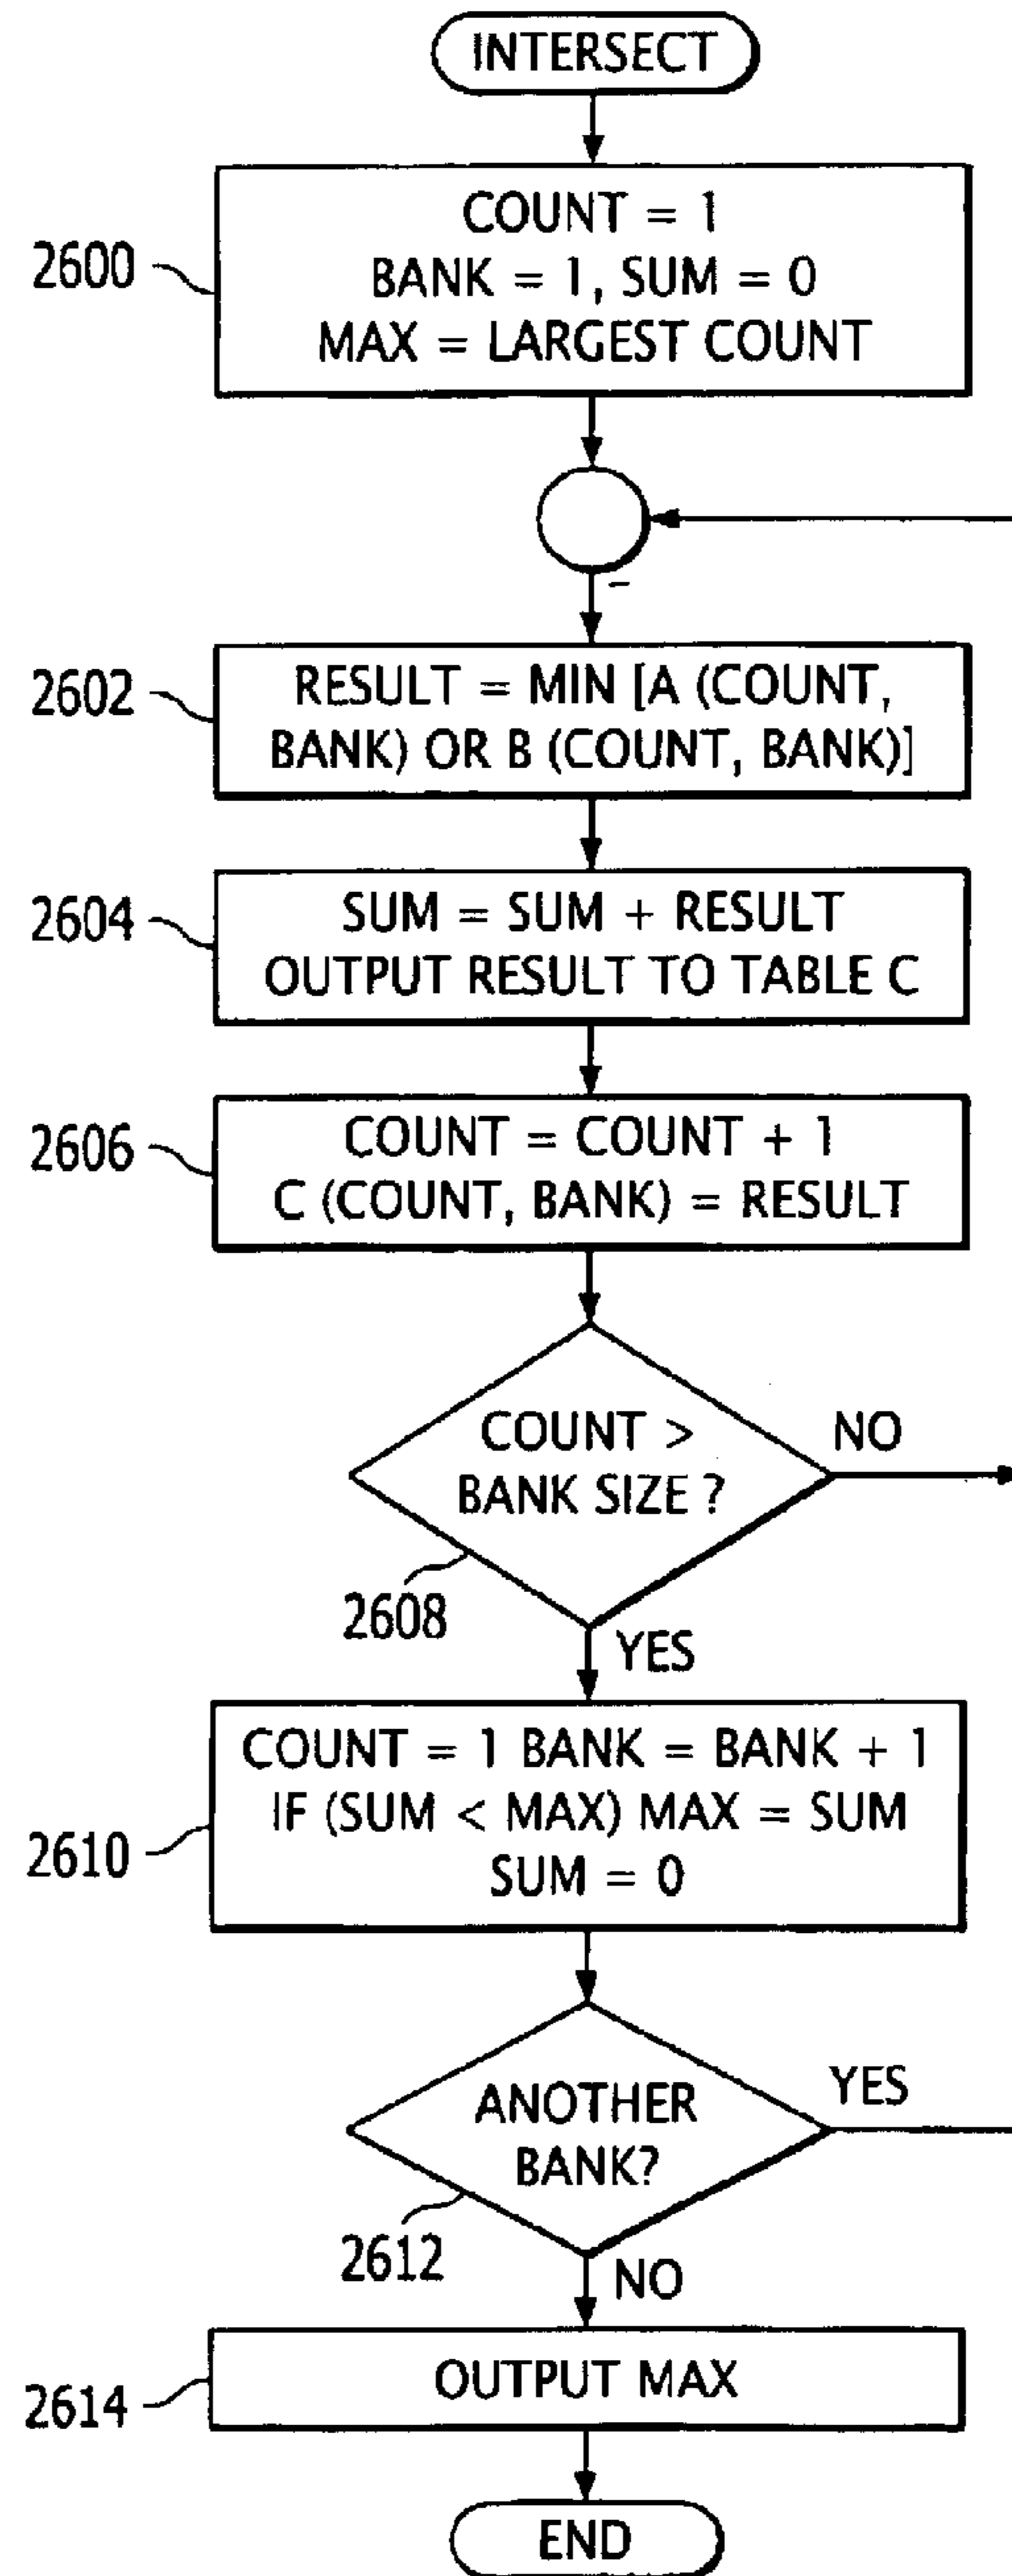 INTERSECT
COUNT = 1
BANK = 1, SUM = 0
MAX = LARGEST COUNT
2600
RESULT = MIN [A (COUNT,
BANK) OR B (COUNT, BANK)]
2602
SUM = SUM + RESULT
OUTPUT RESULT TO TABLE C
2604
COUNT = COUNT + 1
C (COUNT, BANK) = RESULT
2606
COUNT >
BANK SIZE ?
NO
2608
YES
COUNT = 1 BANK = BANK + 1
IF (SUM < MAX) MAX = SUM
SUM = 0
2610
ANOTHER
BANK?
YES
2612
NO
OUTPUT MAX
2614
END